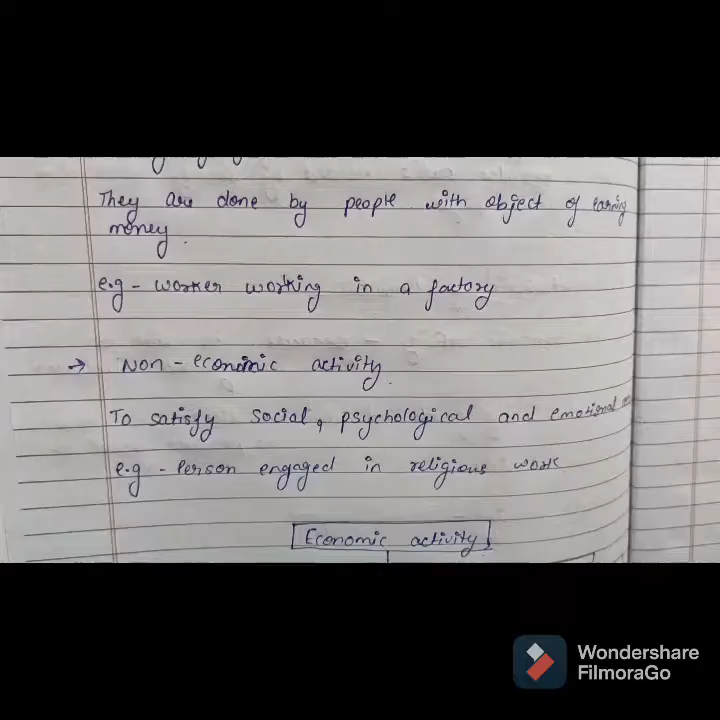 They are done by people with object of earning
money.
e.g - worker working in a factory
→ Non-economic activity.
To satisfy social, psychological and emotional
e.g - Person engaged in religious work
Economic activity
Wondershare
FilmoraGo